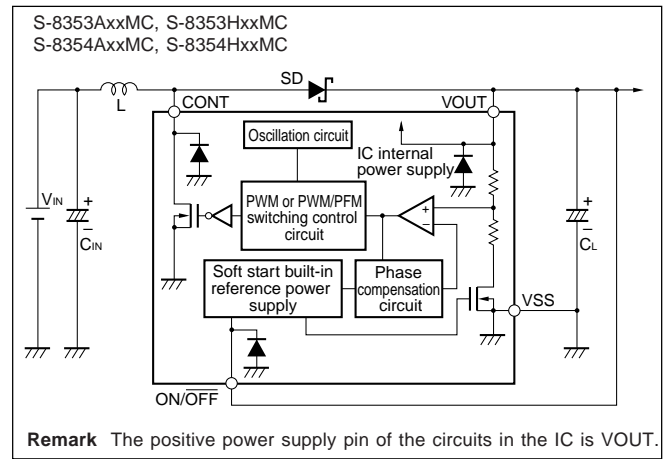 S-8353AxxMC, S-8353HxxMC
S-8354AxxMC, S-8354HxxMC
SD
L
CONT
VOUT
Oscillation circuit
IC internal
power supply
VIN
+
−
CIN
PWM or PWM/PFM
switching control
circuit
+
−
+
−
CL
Soft start built-in
reference power
supply
Phase
compensation
circuit
VSS
ON/OFF
Remark The positive power supply pin of the circuits in the IC is VOUT.